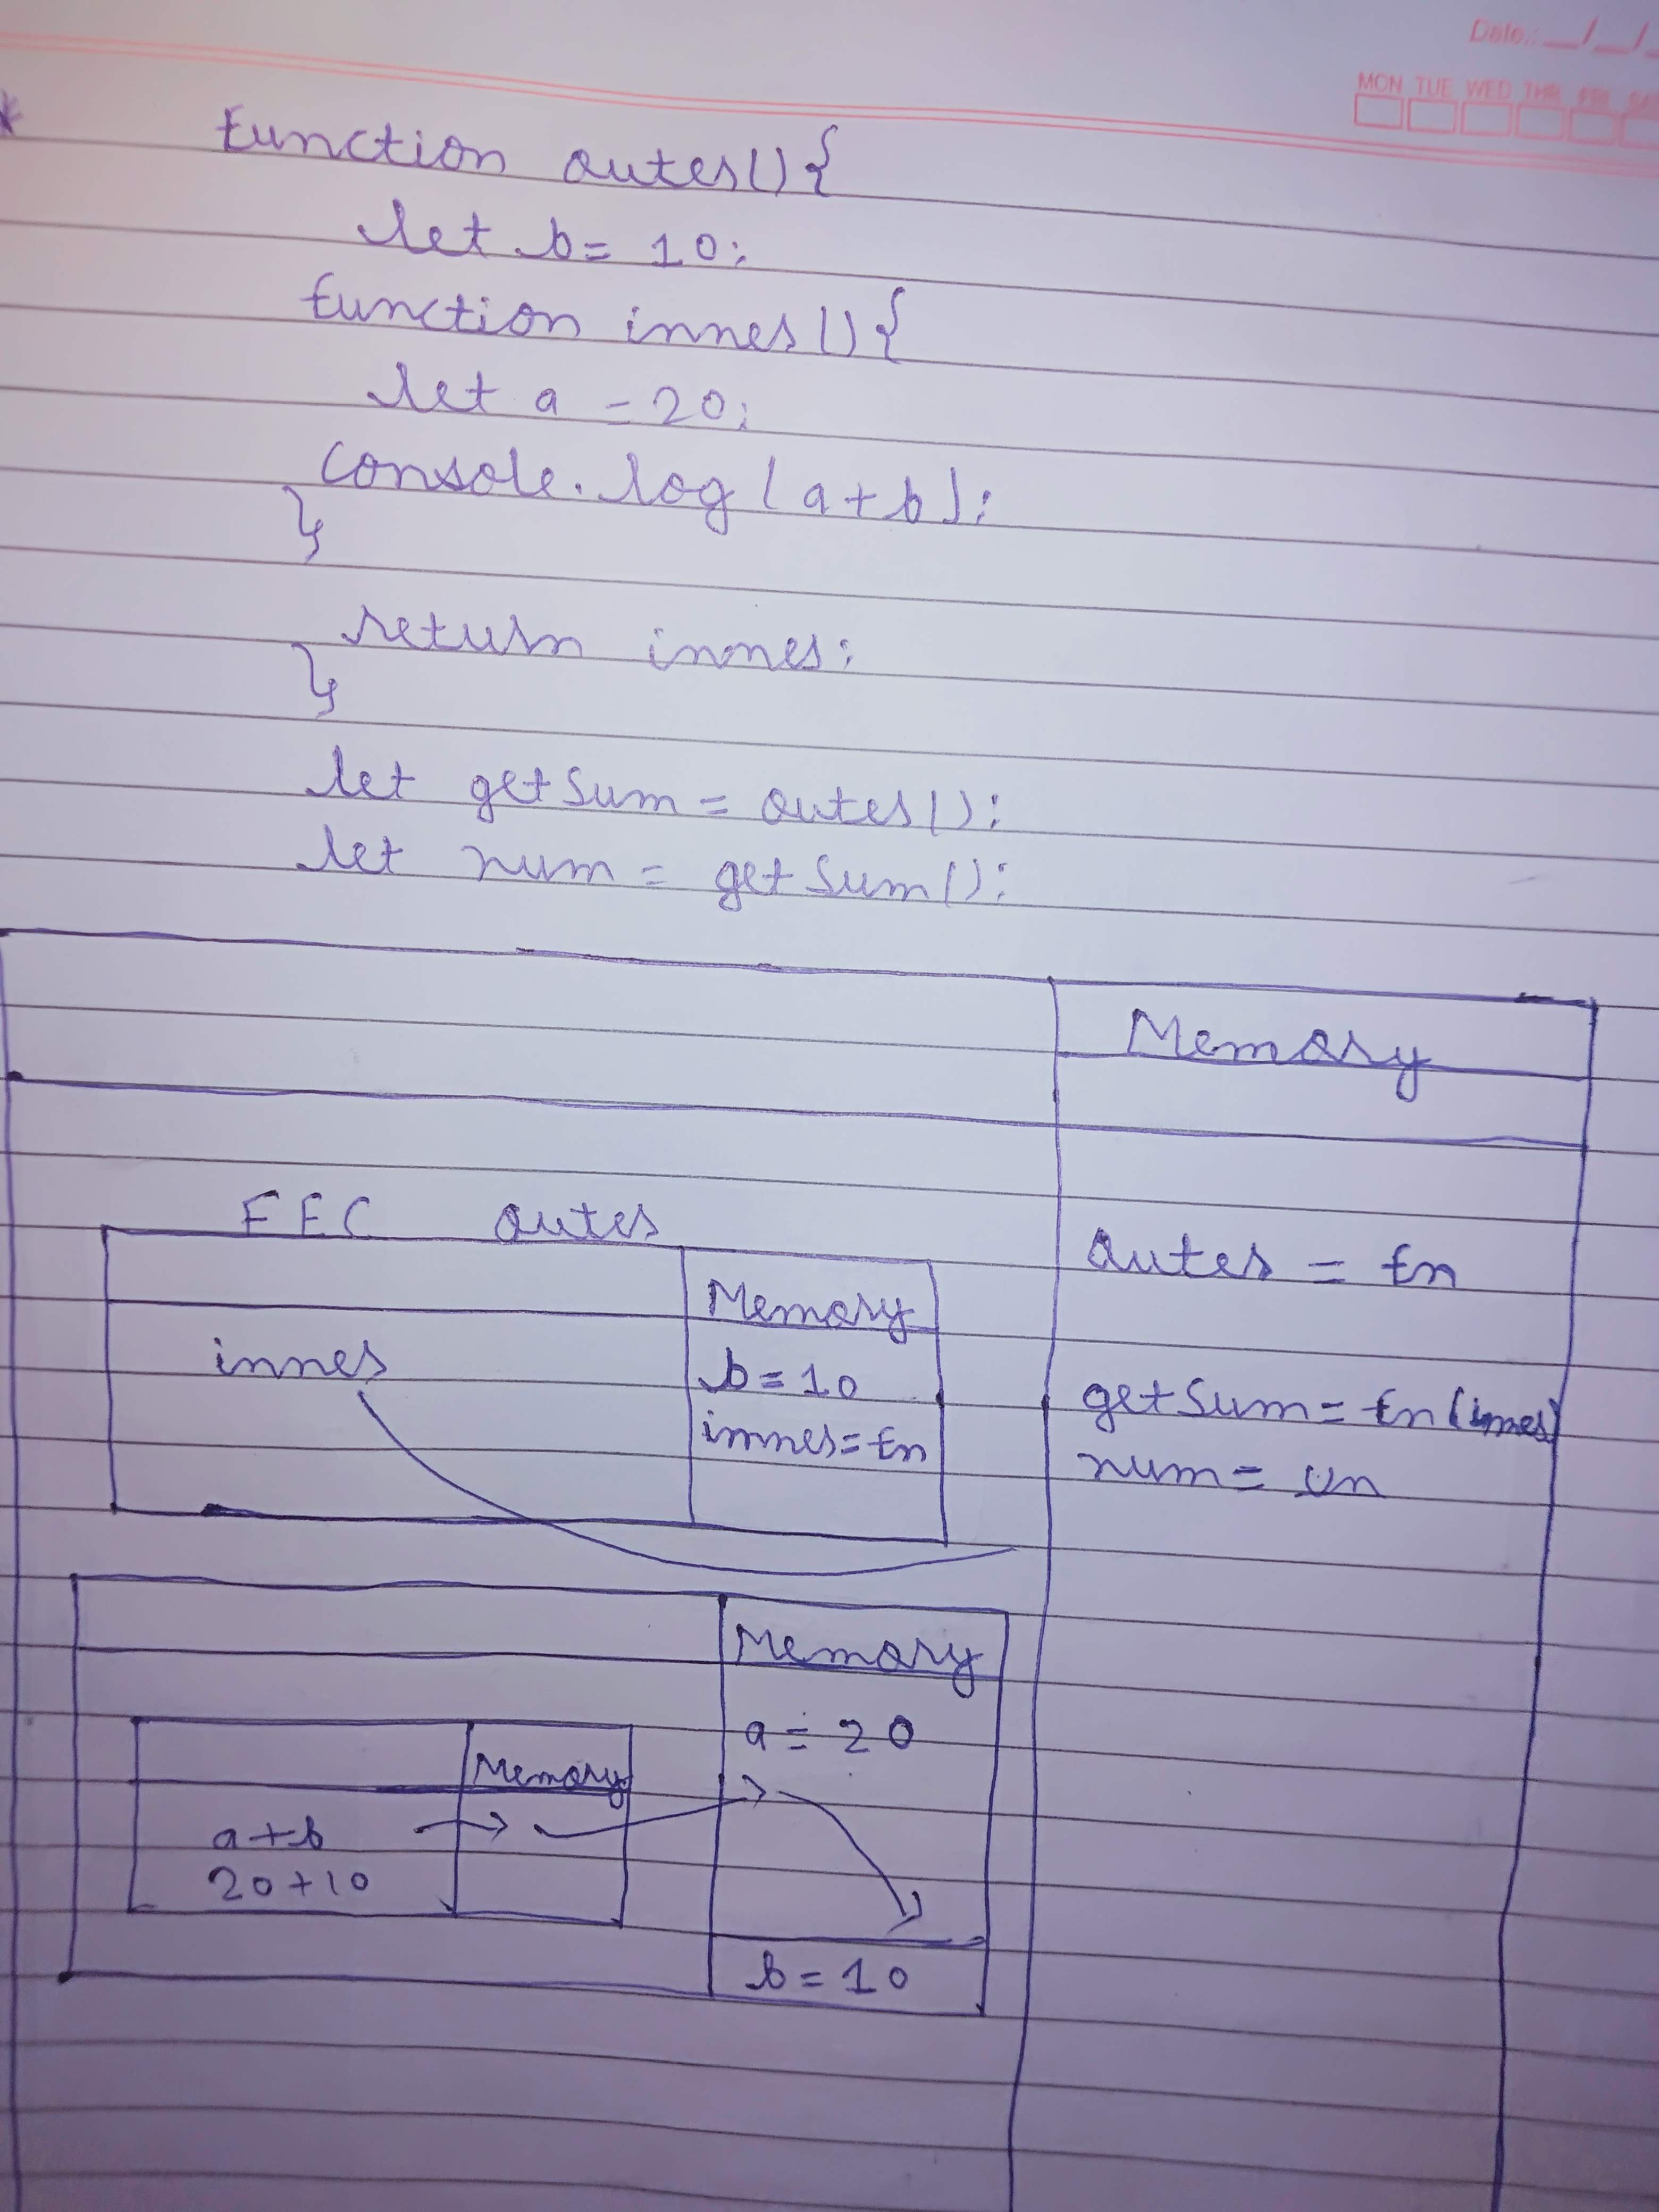 Date.: __/__/__
MON TUE WED THR FRI SAT
* function outer(){
let b= 10;
function inner(){
let a = 20;
console.log(a+b);
}
return inner;
}
let getSum = outer();
let num = getSum();
Memory
FEC outer
Memory
inner
b=10
inner=fn
outer = fn
getSum = fn(inner)
num = un
Memory
a = 20
Memory
a+b
20+10
b=10